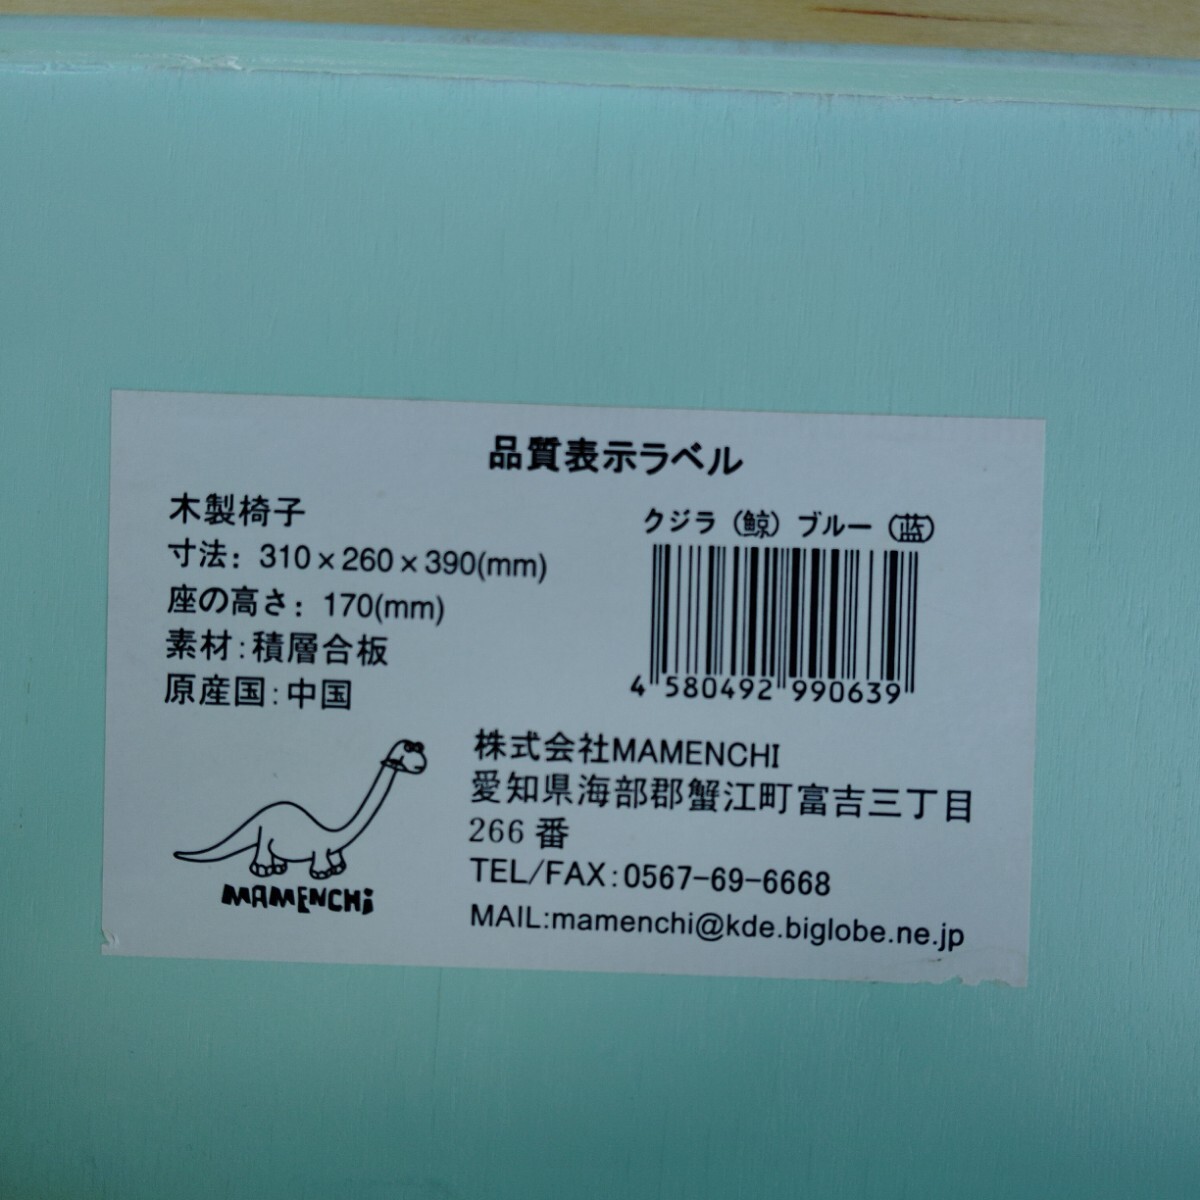 品質表示ラベル
木製椅子
寸法: 310×260×390(mm)
座の高さ: 170(mm)
素材:積層合板
原産国:中国
クジラ（鯨）ブルー（蓝）
4 580492 990639
MAMENCHi
株式会社MAMENCHI
愛知県海部郡蟹江町富吉三丁目
266番
TEL/FAX:0567-69-6668
MAIL:mamenchi@kde.biglobe.ne.jp